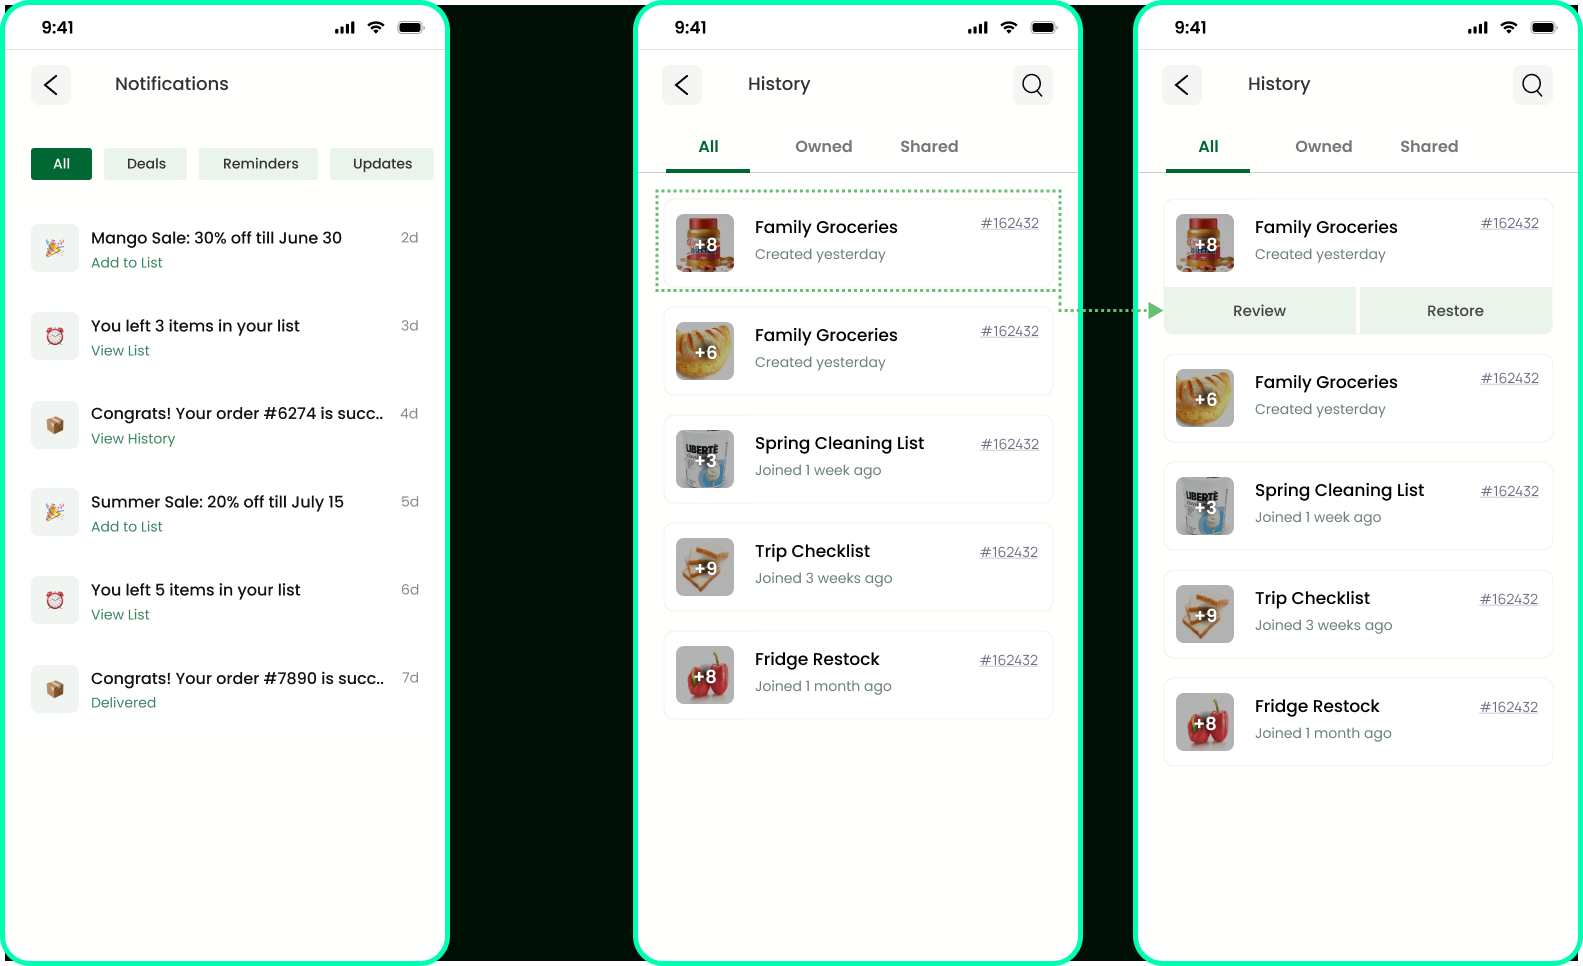 9:41
Notifications
All
Deals
Reminders
Updates
Mango Sale: 30% off till June 30
2d
Add to List
You left 3 items in your list
3d
View List
Congrats! Your order #6274 is succ..
4d
View History
Summer Sale: 20% off till July 15
5d
Add to List
You left 5 items in your list
6d
View List
Congrats! Your order #7890 is succ..
7d
Delivered
9:41
History
All
Owned
Shared
+8
Family Groceries
#162432
Created yesterday
+6
Family Groceries
#162432
Created yesterday
LIBERTÉ
+3
Spring Cleaning List
#162432
Joined 1 week ago
+9
Trip Checklist
#162432
Joined 3 weeks ago
+8
Fridge Restock
#162432
Joined 1 month ago
9:41
History
All
Owned
Shared
+8
Family Groceries
#162432
Created yesterday
Review
Restore
+6
Family Groceries
#162432
Created yesterday
LIBERTÉ
+3
Spring Cleaning List
#162432
Joined 1 week ago
+9
Trip Checklist
#162432
Joined 3 weeks ago
+8
Fridge Restock
#162432
Joined 1 month ago